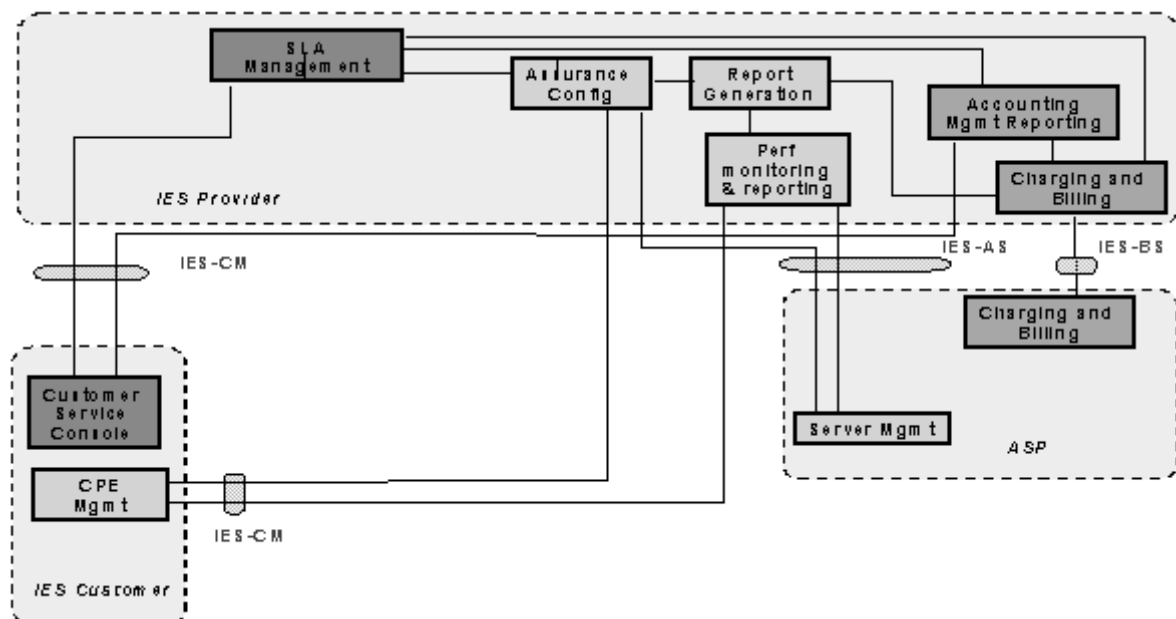 SLA
Management
Assurance
Config
Report
Generation
Accounting
Mgmt Reporting
Perf
monitoring
& reporting
Charging and
Billing
IES Provider
IES-CM
IES-AS
IES-BS
Charging and
Billing
Customer
Service
Console
Server Mgmt
ASP
CPE
Mgmt
IES-CM
IES Customer